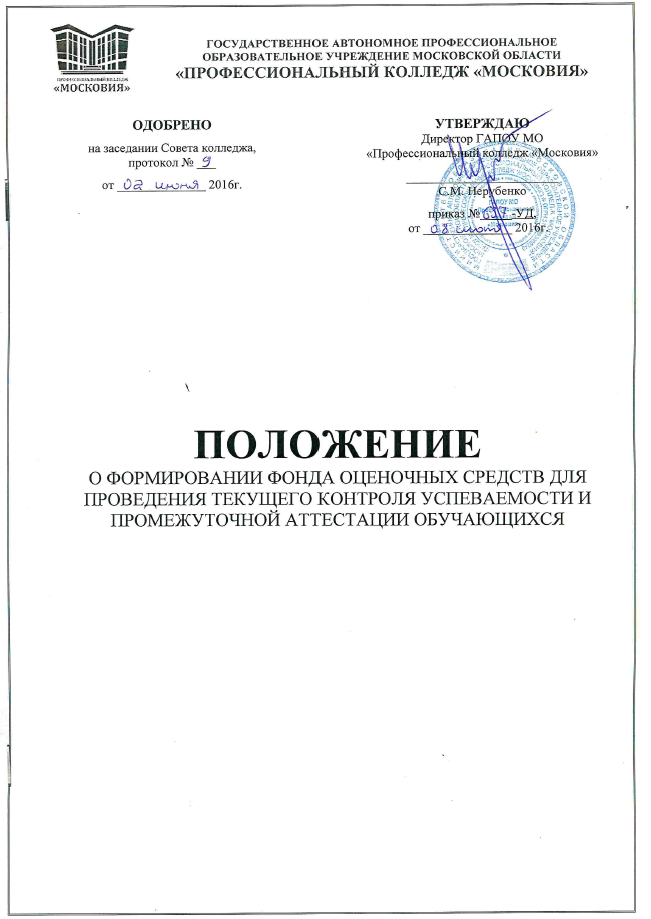 ПРОФЕССИОНАЛЬНЫЙ КОЛЛЕДЖ
«МОСКОВИЯ»
ГОСУДАРСТВЕННОЕ АВТОНОМНОЕ ПРОФЕССИОНАЛЬНОЕ
ОБРАЗОВАТЕЛЬНОЕ УЧРЕЖДЕНИЕ МОСКОВСКОЙ ОБЛАСТИ
«ПРОФЕССИОНАЛЬНЫЙ КОЛЛЕДЖ «МОСКОВИЯ»
ОДОБРЕНО
на заседании Совета колледжа,
протокол № 9
от 02 июня 2016г.
УТВЕРЖДАЮ
Директор ГАПОУ МО
«Профессиональный колледж «Московия»
С.М. Нерубенко
приказ № -УД,
от 2016г.
ПОЛОЖЕНИЕ
О ФОРМИРОВАНИИ ФОНДА ОЦЕНОЧНЫХ СРЕДСТВ ДЛЯ
ПРОВЕДЕНИЯ ТЕКУЩЕГО КОНТРОЛЯ УСПЕВАЕМОСТИ И
ПРОМЕЖУТОЧНОЙ АТТЕСТАЦИИ ОБУЧАЮЩИХСЯ